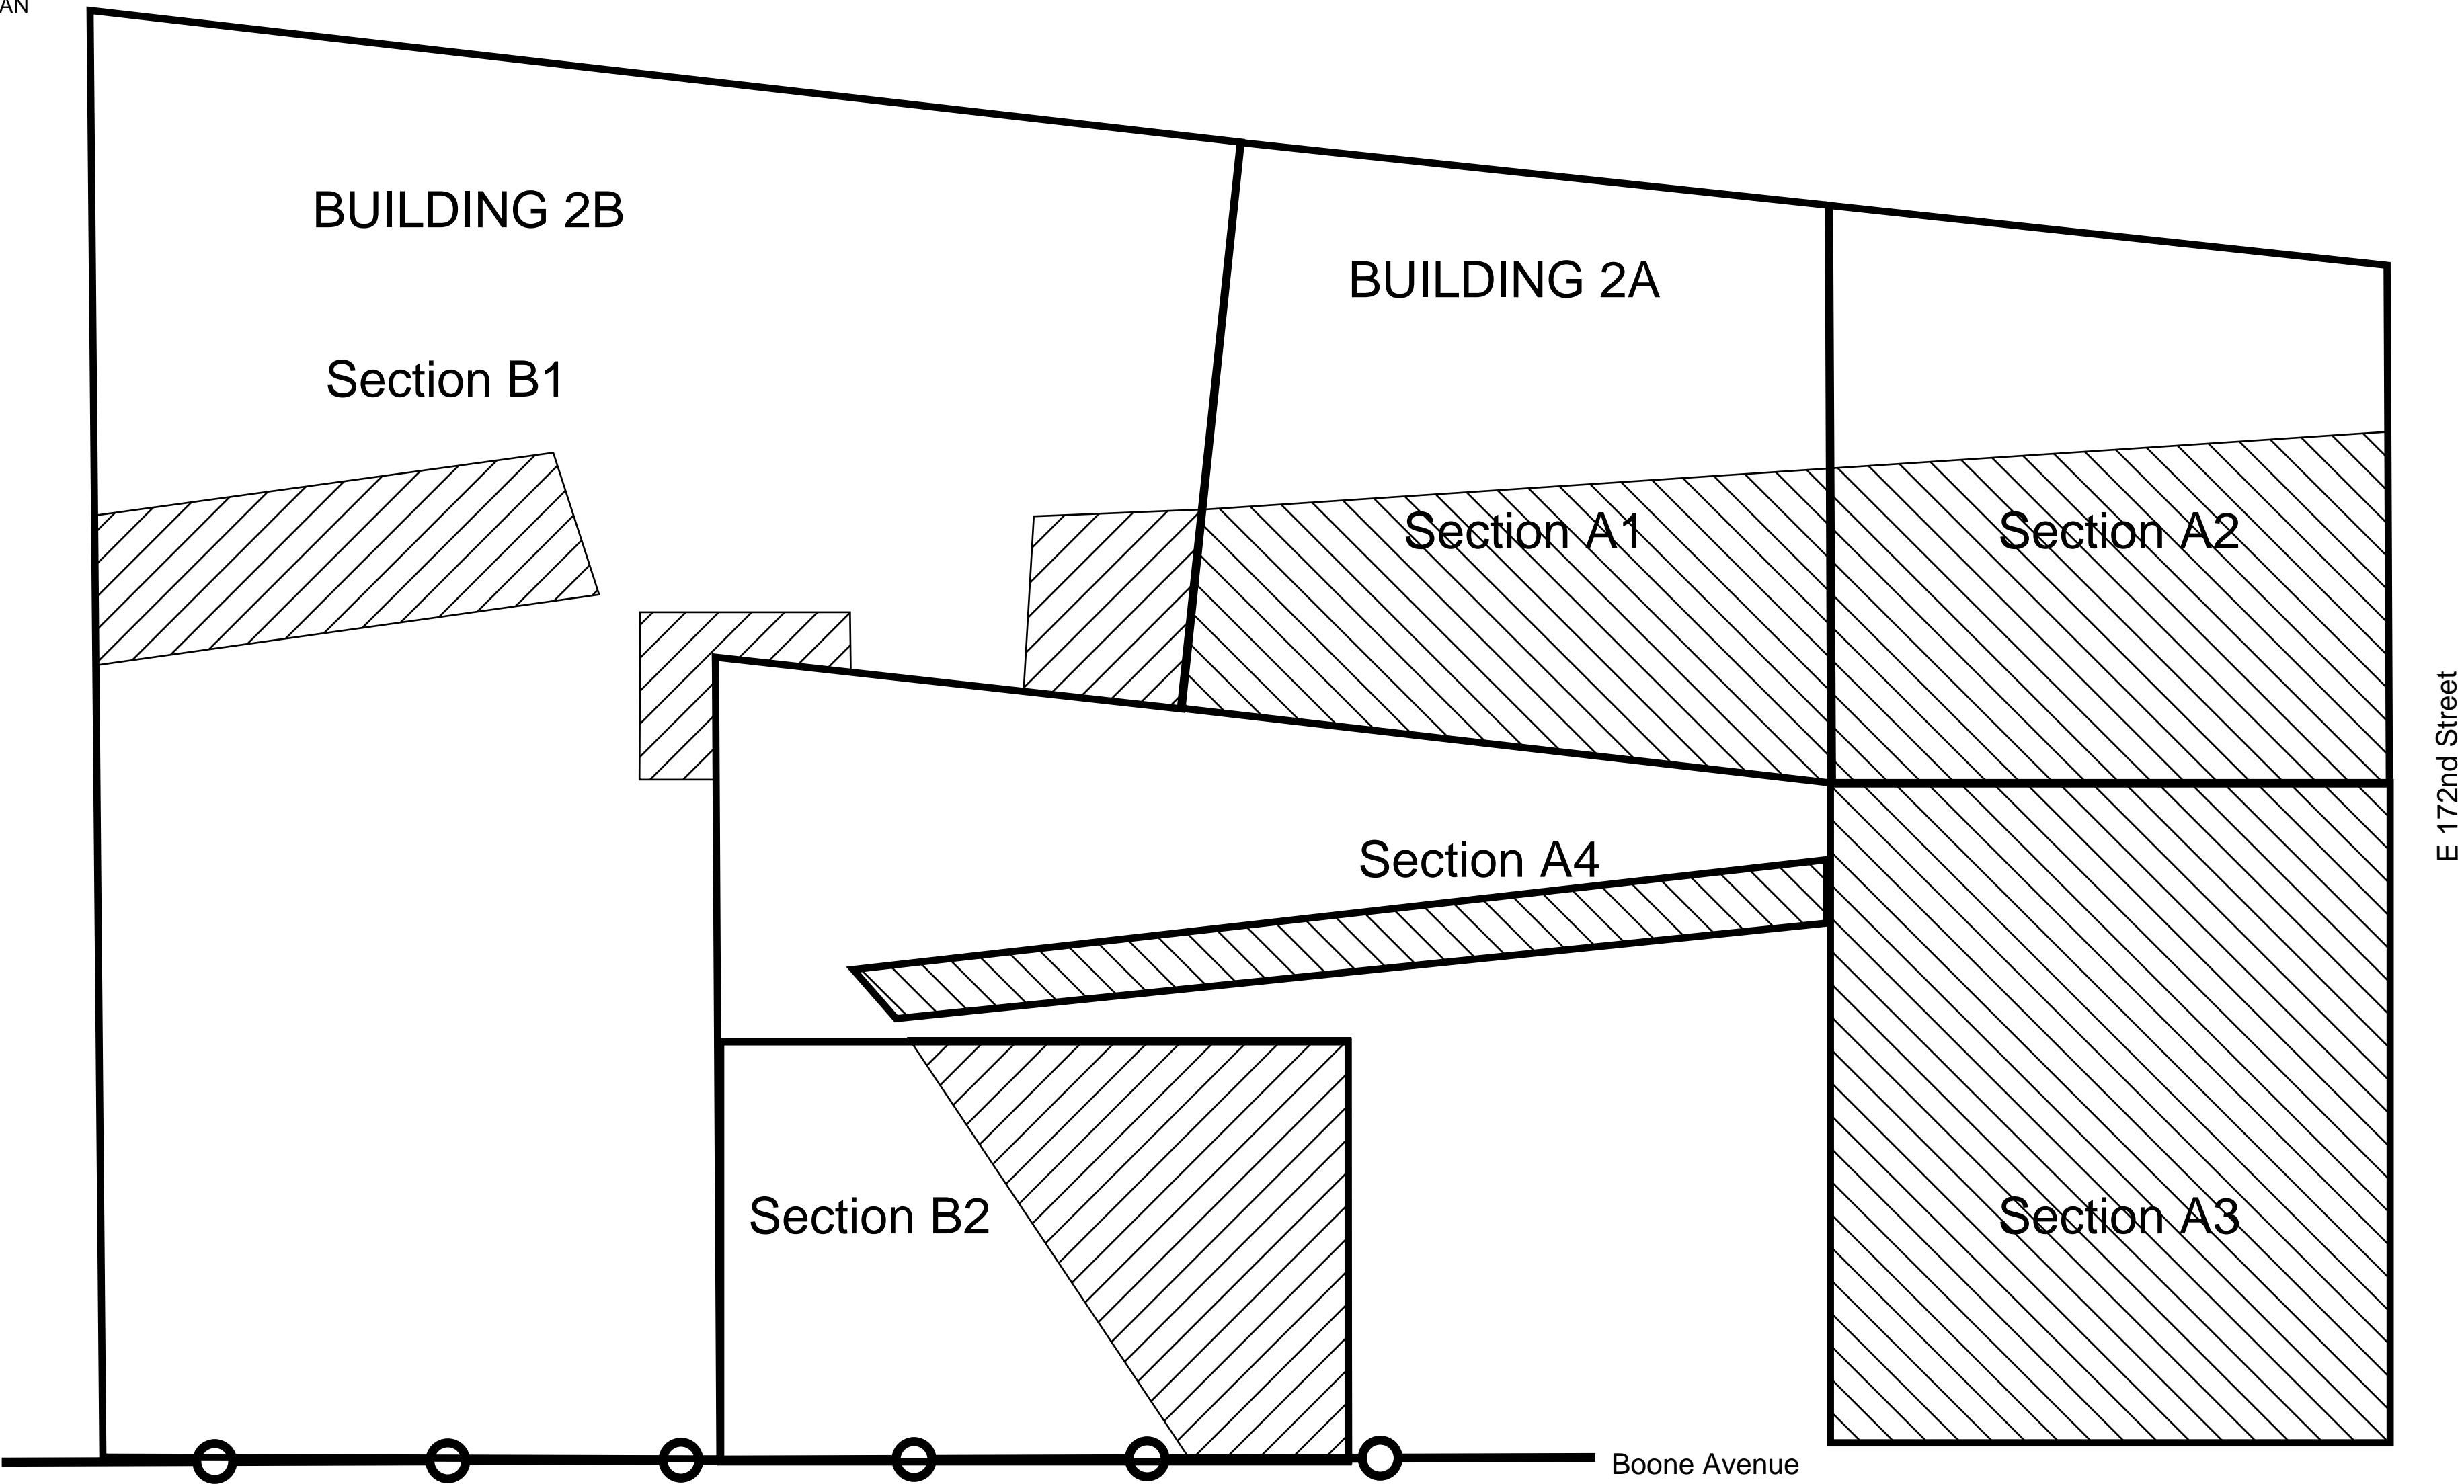 AN
BUILDING 2B
BUILDING 2A
Section B1
Section A1
Section A2
E 172nd Street
Section A4
Section B2
Section A3
Boone Avenue